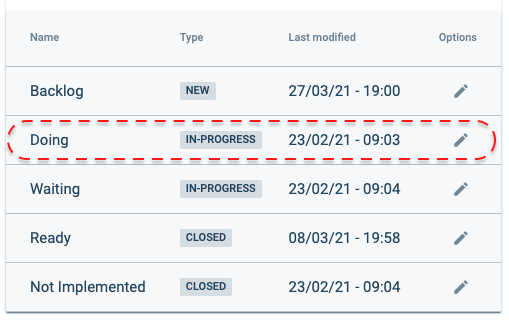 Name Type Last modified Options
Backlog NEW 27/03/21 - 19:00
Doing IN-PROGRESS 23/02/21 - 09:03
Waiting IN-PROGRESS 23/02/21 - 09:04
Ready CLOSED 08/03/21 - 19:58
Not Implemented CLOSED 23/02/21 - 09:04